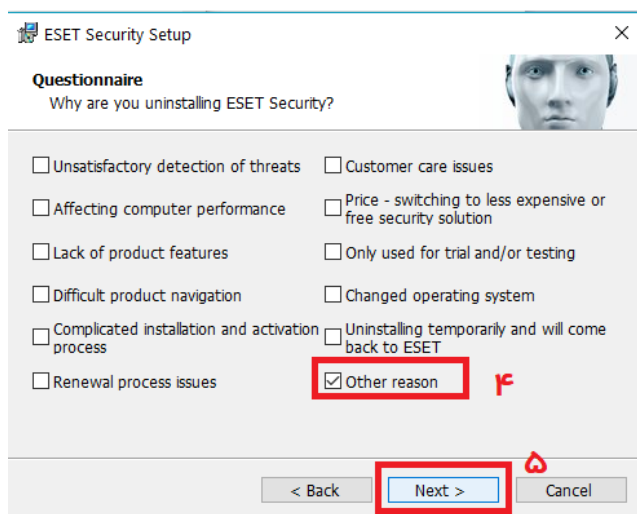 ESET Security Setup
Questionnaire
Why are you uninstalling ESET Security?
Unsatisfactory detection of threats
Customer care issues
Affecting computer performance
Price - switching to less expensive or
free security solution
Lack of product features
Only used for trial and/or testing
Difficult product navigation
Changed operating system
Complicated installation and activation
process
Uninstalling temporarily and will come
back to ESET
Renewal process issues
Other reason
۴
۵
< Back
Next >
Cancel